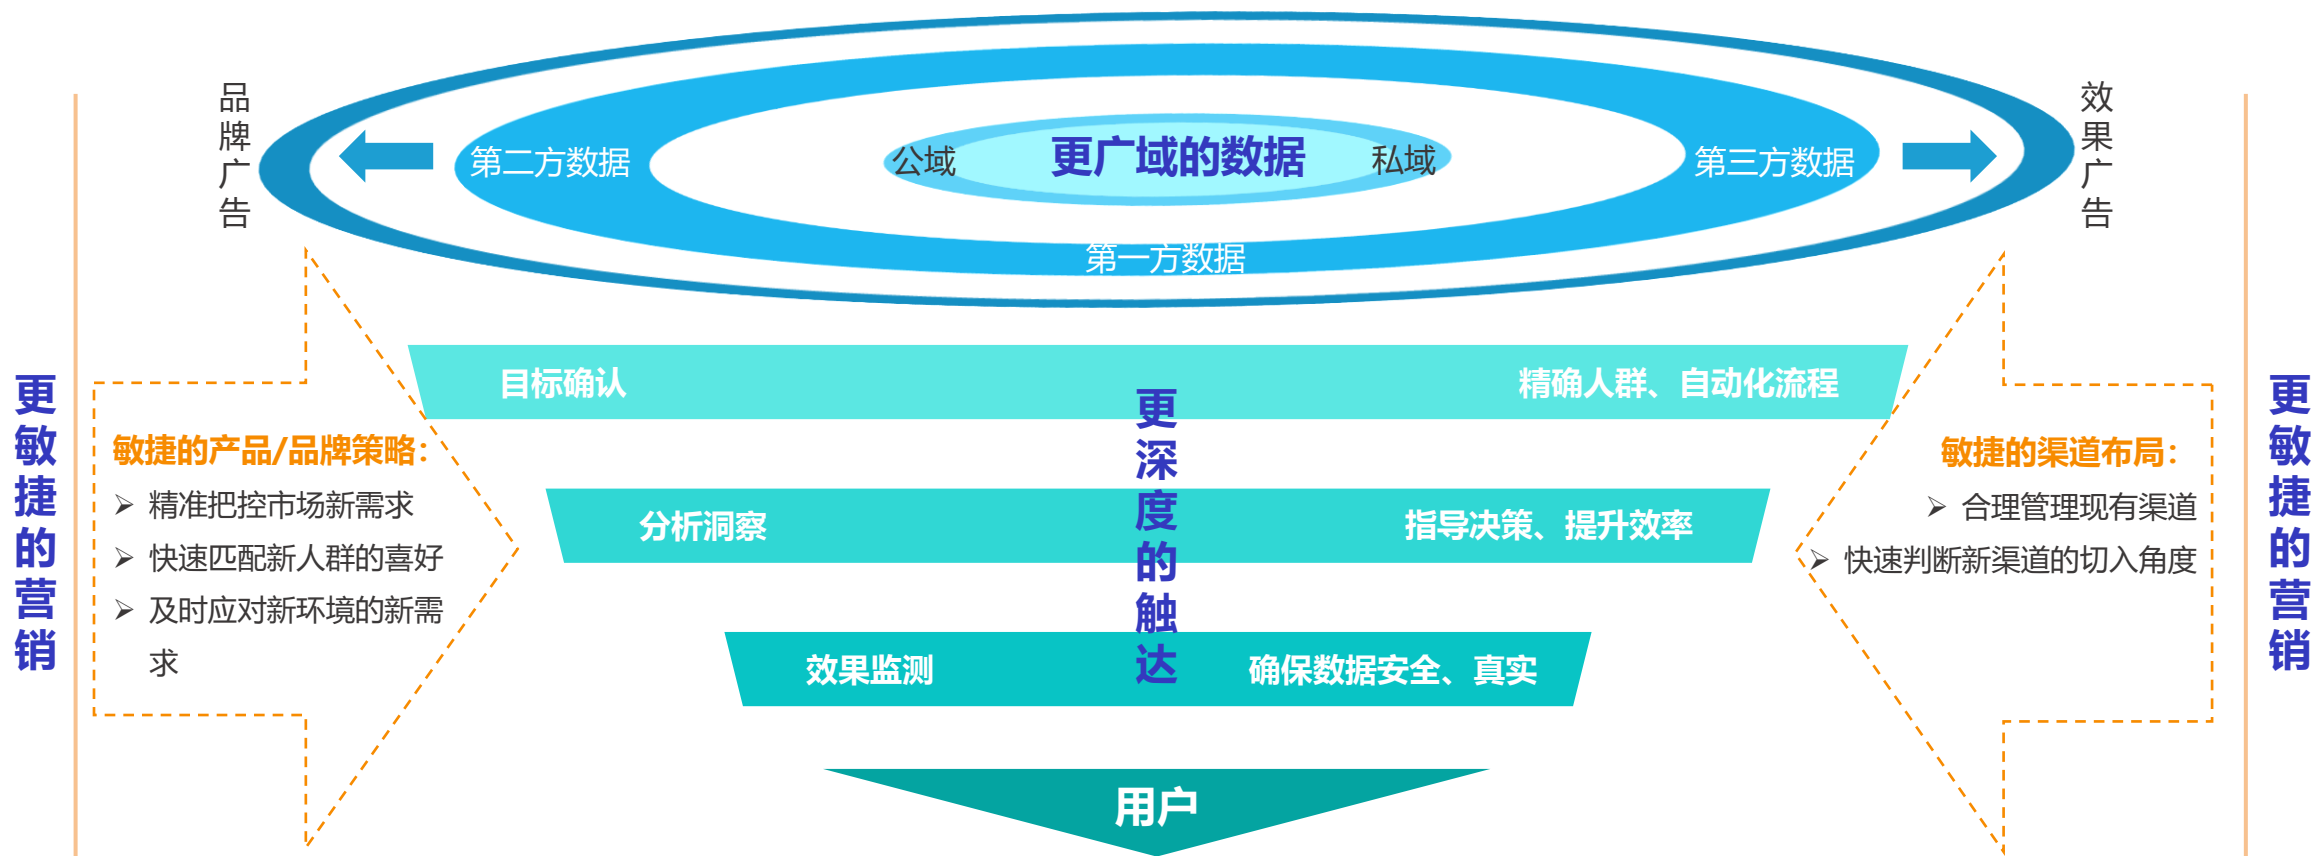 品牌广告
效果广告
第二方数据
公域
更广域的数据
私域
第三方数据
第一方数据
更敏捷的营销
敏捷的产品/品牌策略：
精准把控市场新需求
快速匹配新人群的喜好
及时应对新环境的新需
求
目标确认
精确人群、自动化流程
更深度的触达
分析洞察
指导决策、提升效率
效果监测
确保数据安全、真实
用户
敏捷的渠道布局：
合理管理现有渠道
快速判断新渠道的切入角度
更敏捷的营销